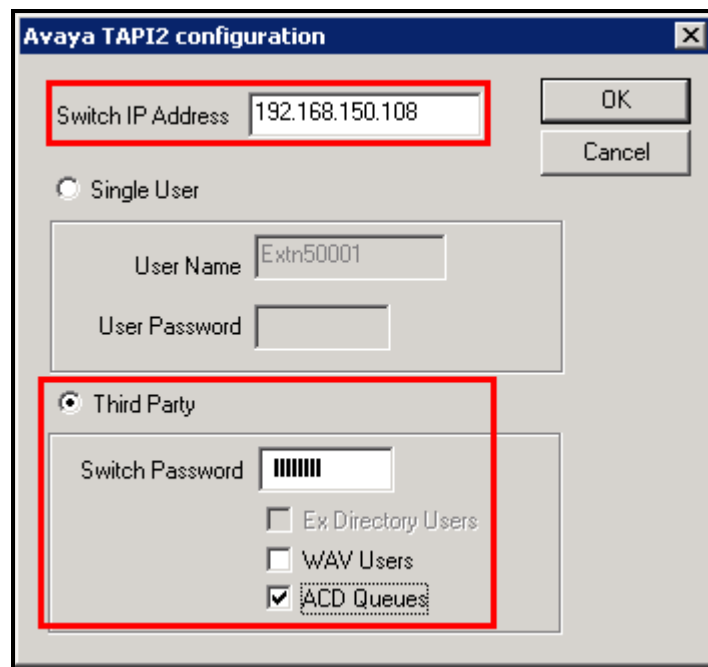 Avaya TAPI2 configuration
Switch IP Address 192.168.150.108
OK
Cancel
Single User
User Name Extn50001
User Password
Third Party
Switch Password
Ex Directory Users
WAV Users
ACD Queues